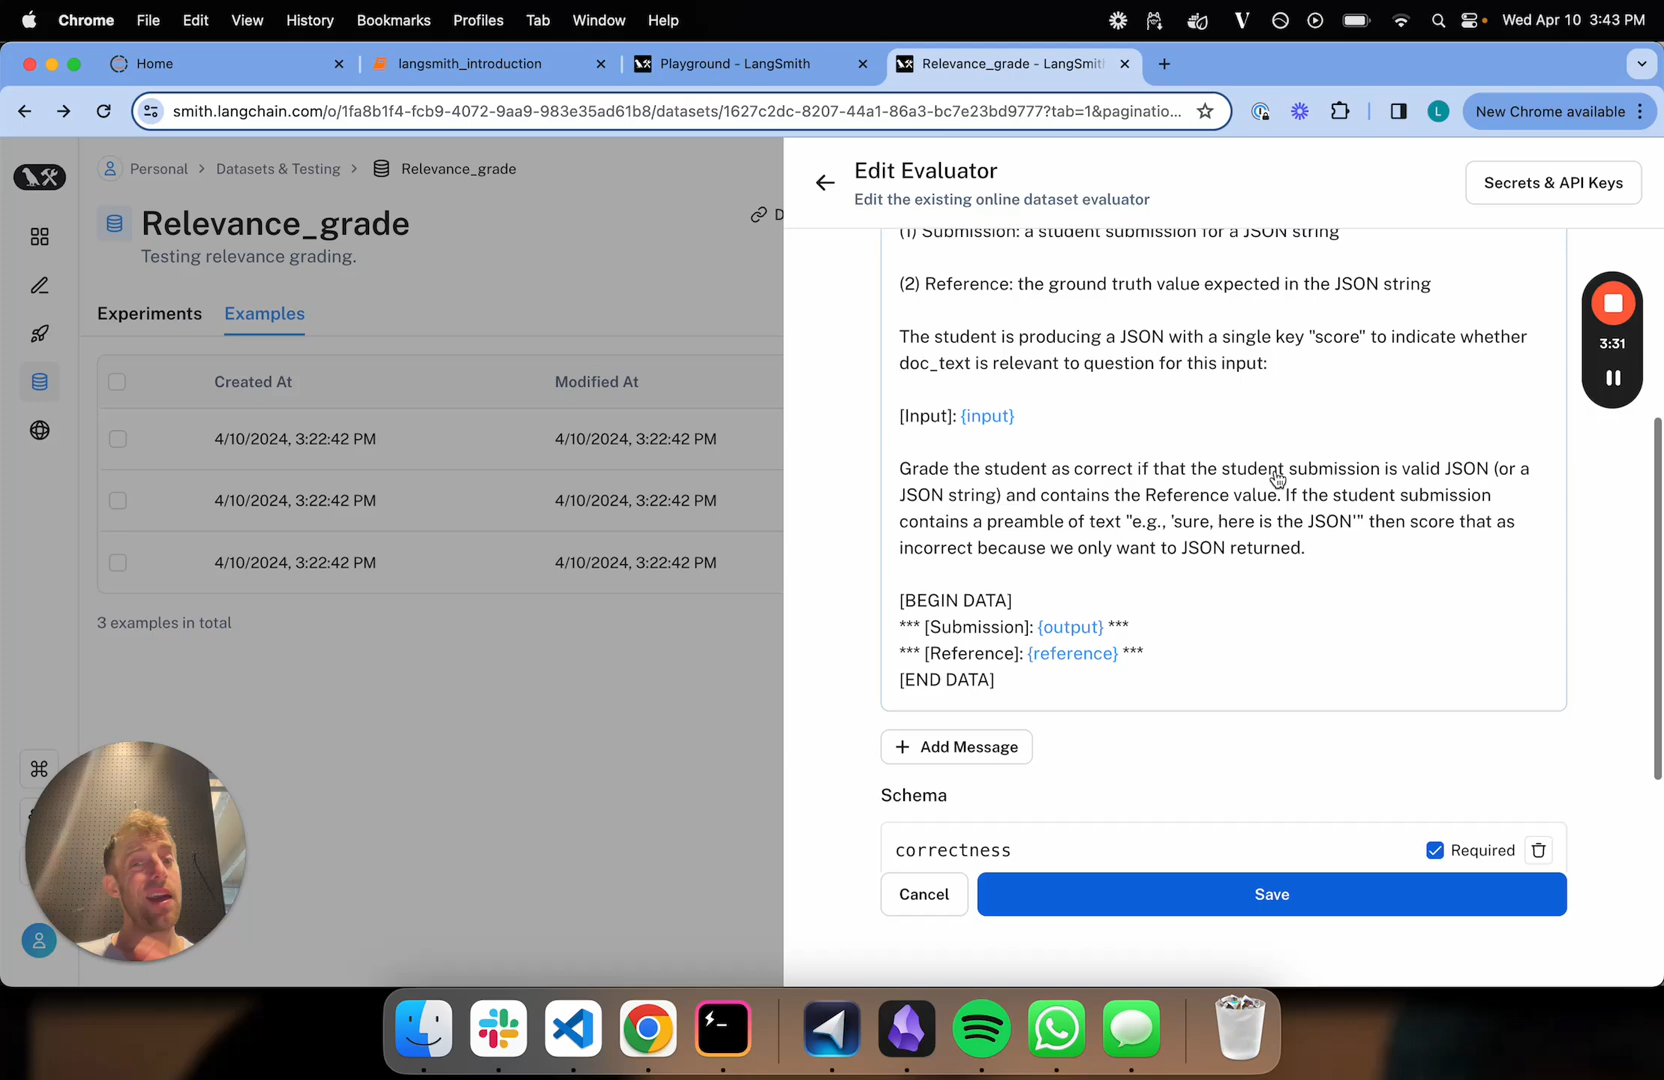 Chrome File Edit View History Bookmarks Profiles Tab Window Help
Wed Apr 10 3:43 PM
Home
langsmith_introduction
Playground - LangSmith
Relevance_grade - LangSmith
smith.langchain.com/o/1fa8b1f4-fcb9-4072-9aa9-983e35ad61b8/datasets/1627c2dc-8207-44a1-86a3-bc7e23bd9777?tab=1&paginatio...
L
New Chrome available
Personal > Datasets & Testing > Relevance_grade
Relevance_grade
D
Testing relevance grading.
Experiments Examples
Created At Modified At
4/10/2024, 3:22:42 PM 4/10/2024, 3:22:42 PM
4/10/2024, 3:22:42 PM 4/10/2024, 3:22:42 PM
4/10/2024, 3:22:42 PM 4/10/2024, 3:22:42 PM
3 examples in total
Edit Evaluator
Edit the existing online dataset evaluator
Secrets & API Keys
(1) Submission: a student submission for a JSON string
(2) Reference: the ground truth value expected in the JSON string
The student is producing a JSON with a single key "score" to indicate whether
doc_text is relevant to question for this input:
[Input]: {input}
Grade the student as correct if that the student submission is valid JSON (or a
JSON string) and contains the Reference value. If the student submission
contains a preamble of text "e.g., 'sure, here is the JSON'" then score that as
incorrect because we only want to JSON returned.
[BEGIN DATA]
*** [Submission]: {output} ***
*** [Reference]: {reference} ***
[END DATA]
+ Add Message
Schema
correctness
Required
Cancel
Save
3:31